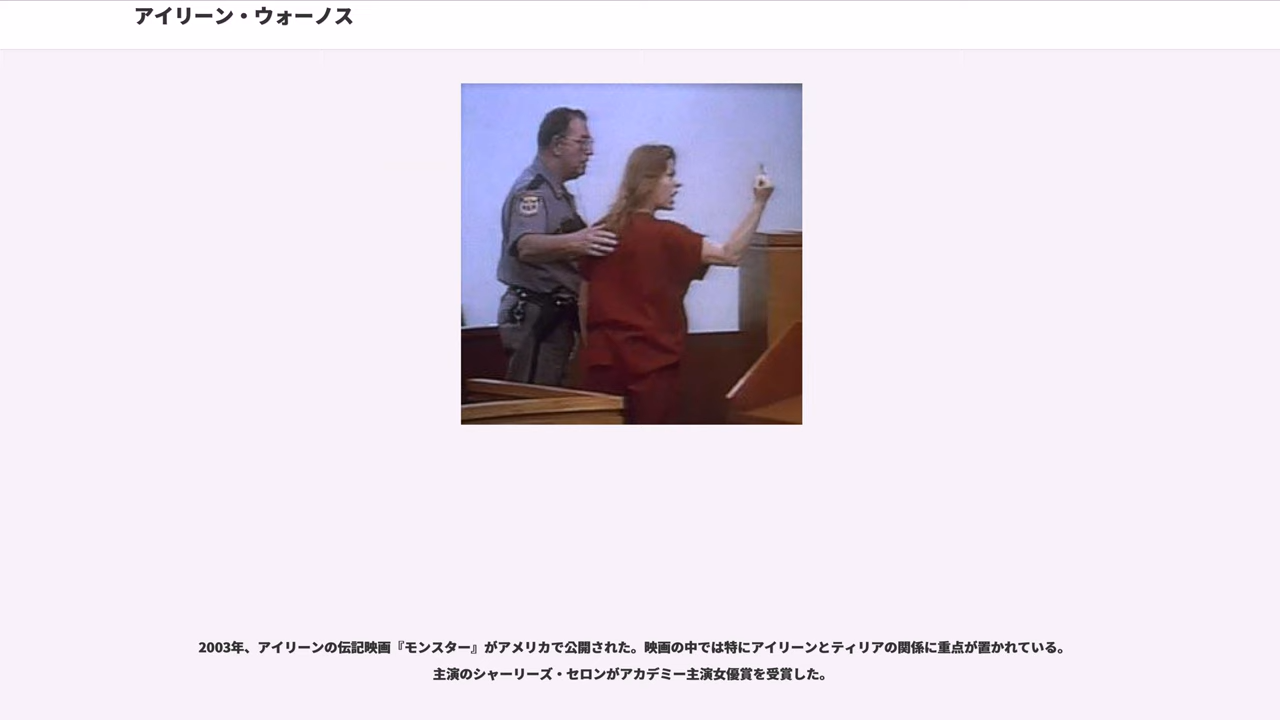 アイリーン・ウォーノス
2003年、アイリーンの伝記映画『モンスター』がアメリカで公開された。映画の中では特にアイリーンとティリアの関係に重点が置かれている。
主演のシャーリーズ・セロンがアカデミー主演女優賞を受賞した。